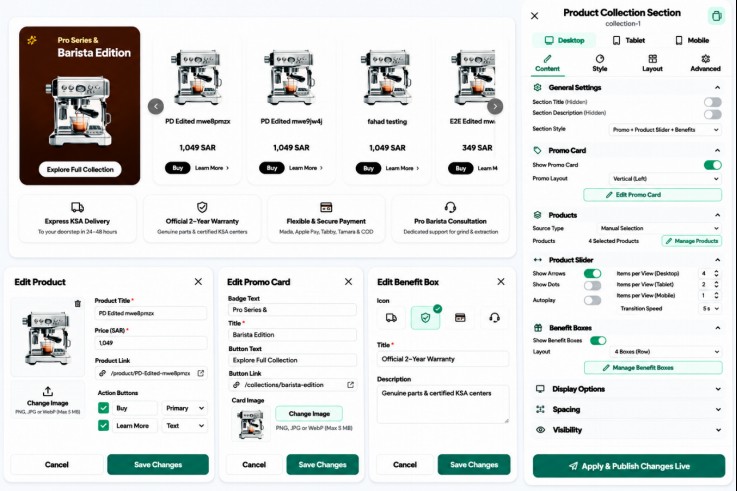 Pro Series &
Barista Edition
Explore Full Collection
PD Edited mwe8pmzx
1,049 SAR
Buy
Learn More ›
PD Edited mwe9jw4j
1,049 SAR
Buy
Learn More ›
fahad testing
1,049 SAR
Buy
Learn More ›
E2E Edited mw
349 SAR
Buy
Learn M
Express KSA Delivery
To your doorstep in 24–48 hours
Official 2–Year Warranty
Genuine parts & certified KSA centers
Flexible & Secure Payment
Mada, Apple Pay, Tabby, Tamara & COD
Pro Barista Consultation
Dedicated support for grind & extraction
Edit Product
Product Title *
PD Edited mwe8pmzx
Price (SAR) *
1,049
Product Link
/product/PD-Edited-mwe8pmzx
Change Image
PNG, JPG or WebP (Max 5 MB)
Action Buttons
Buy
Primary
Learn More
Text
Cancel
Save Changes
Edit Promo Card
Badge Text
Pro Series &
Title *
Barista Edition
Button Text
Explore Full Collection
Button Link
/collections/barista-edition
Card Image
Change Image
PNG, JPG or WebP (Max 5 MB)
Cancel
Save Changes
Edit Benefit Box
Icon
Title *
Official 2–Year Warranty
Description
Genuine parts & certified KSA centers
Cancel
Save Changes
Product Collection Section
collection-1
Desktop
Tablet
Mobile
Content
Style
Layout
Advanced
General Settings
Section Title (Hidden)
Section Description (Hidden)
Section Style
Promo + Product Slider + Benefits
Promo Card
Show Promo Card
Promo Layout
Vertical (Left)
Edit Promo Card
Products
Source Type
Manual Selection
Products
4 Selected Products
Manage Products
Product Slider
Show Arrows
Items per View (Desktop)
4
Show Dots
Items per View (Tablet)
2
Autoplay
Items per View (Mobile)
1
Transition Speed
5 s
Benefit Boxes
Show Benefit Boxes
Layout
4 Boxes (Row)
Manage Benefit Boxes
Display Options
Spacing
Visibility
Apply & Publish Changes Live